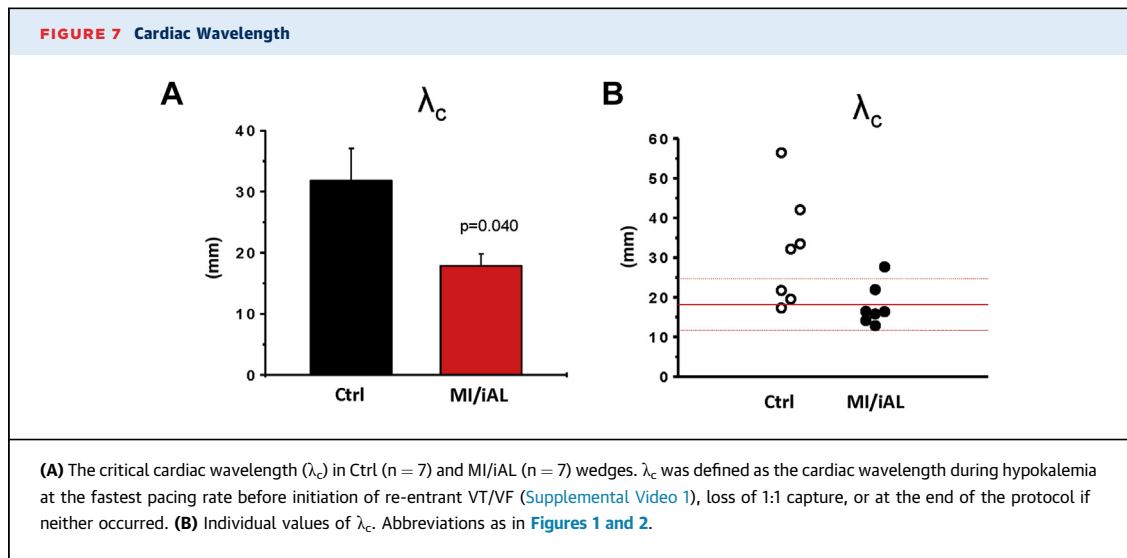 FIGURE 7 Cardiac Wavelength
A
λc
(mm)
40
30
20
10
0
p=0.040
Ctrl
MI/iAL
B
λc
(mm)
60
50
40
30
20
10
0
Ctrl
MI/iAL
(A) The critical cardiac wavelength (λc) in Ctrl (n = 7) and MI/iAL (n = 7) wedges. λc was defined as the cardiac wavelength during hypokalemia
at the fastest pacing rate before initiation of re-entrant VT/VF (Supplemental Video 1), loss of 1:1 capture, or at the end of the protocol if
neither occurred. (B) Individual values of λc. Abbreviations as in Figures 1 and 2.